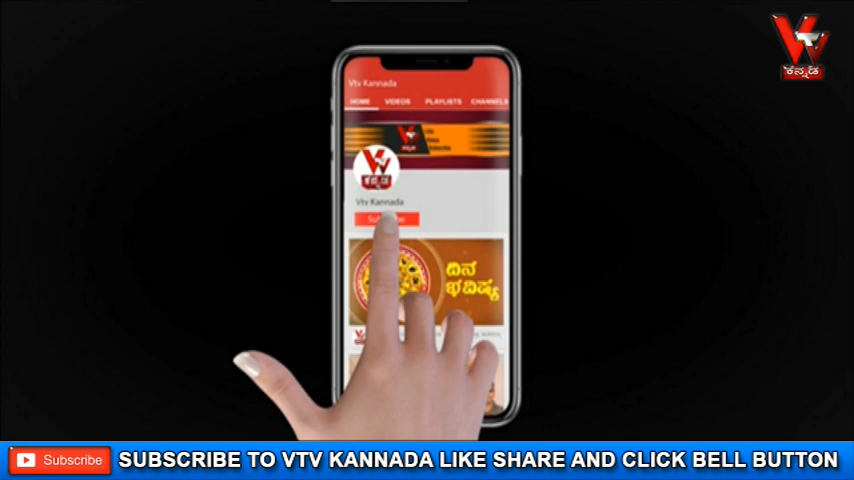 ಕನ್ನಡ
Vtv Kannada
HOME VIDEOS PLAYLISTS CHANNELS
Vtv Kannada
ದಿನ
ಭವಿಷ್ಯ
Subscribe
SUBSCRIBE TO VTV KANNADA LIKE SHARE AND CLICK BELL BUTTON